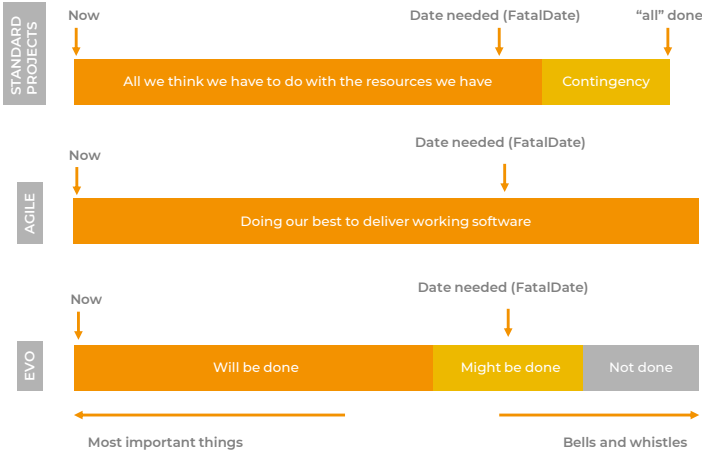 STANDARD
PROJECTS
Now
Date needed (FatalDate)
“all” done
All we think we have to do with the resources we have
Contingency
AGILE
Now
Date needed (FatalDate)
Doing our best to deliver working software
EVO
Now
Date needed (FatalDate)
Will be done
Might be done
Not done
Most important things
Bells and whistles